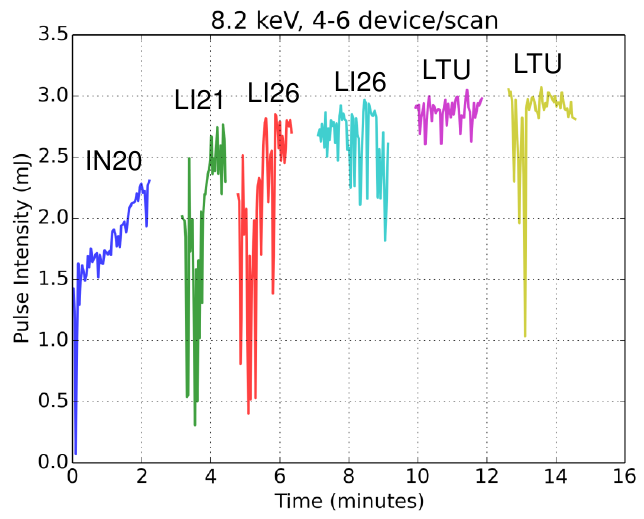 8.2 keV, 4-6 device/scan
3.5
3.0
2.5
2.0
1.5
1.0
0.5
0.0
Pulse Intensity (mJ)
IN20
LI21
LI26
LI26
LTU
LTU
0 2 4 6 8 10 12 14 16
Time (minutes)